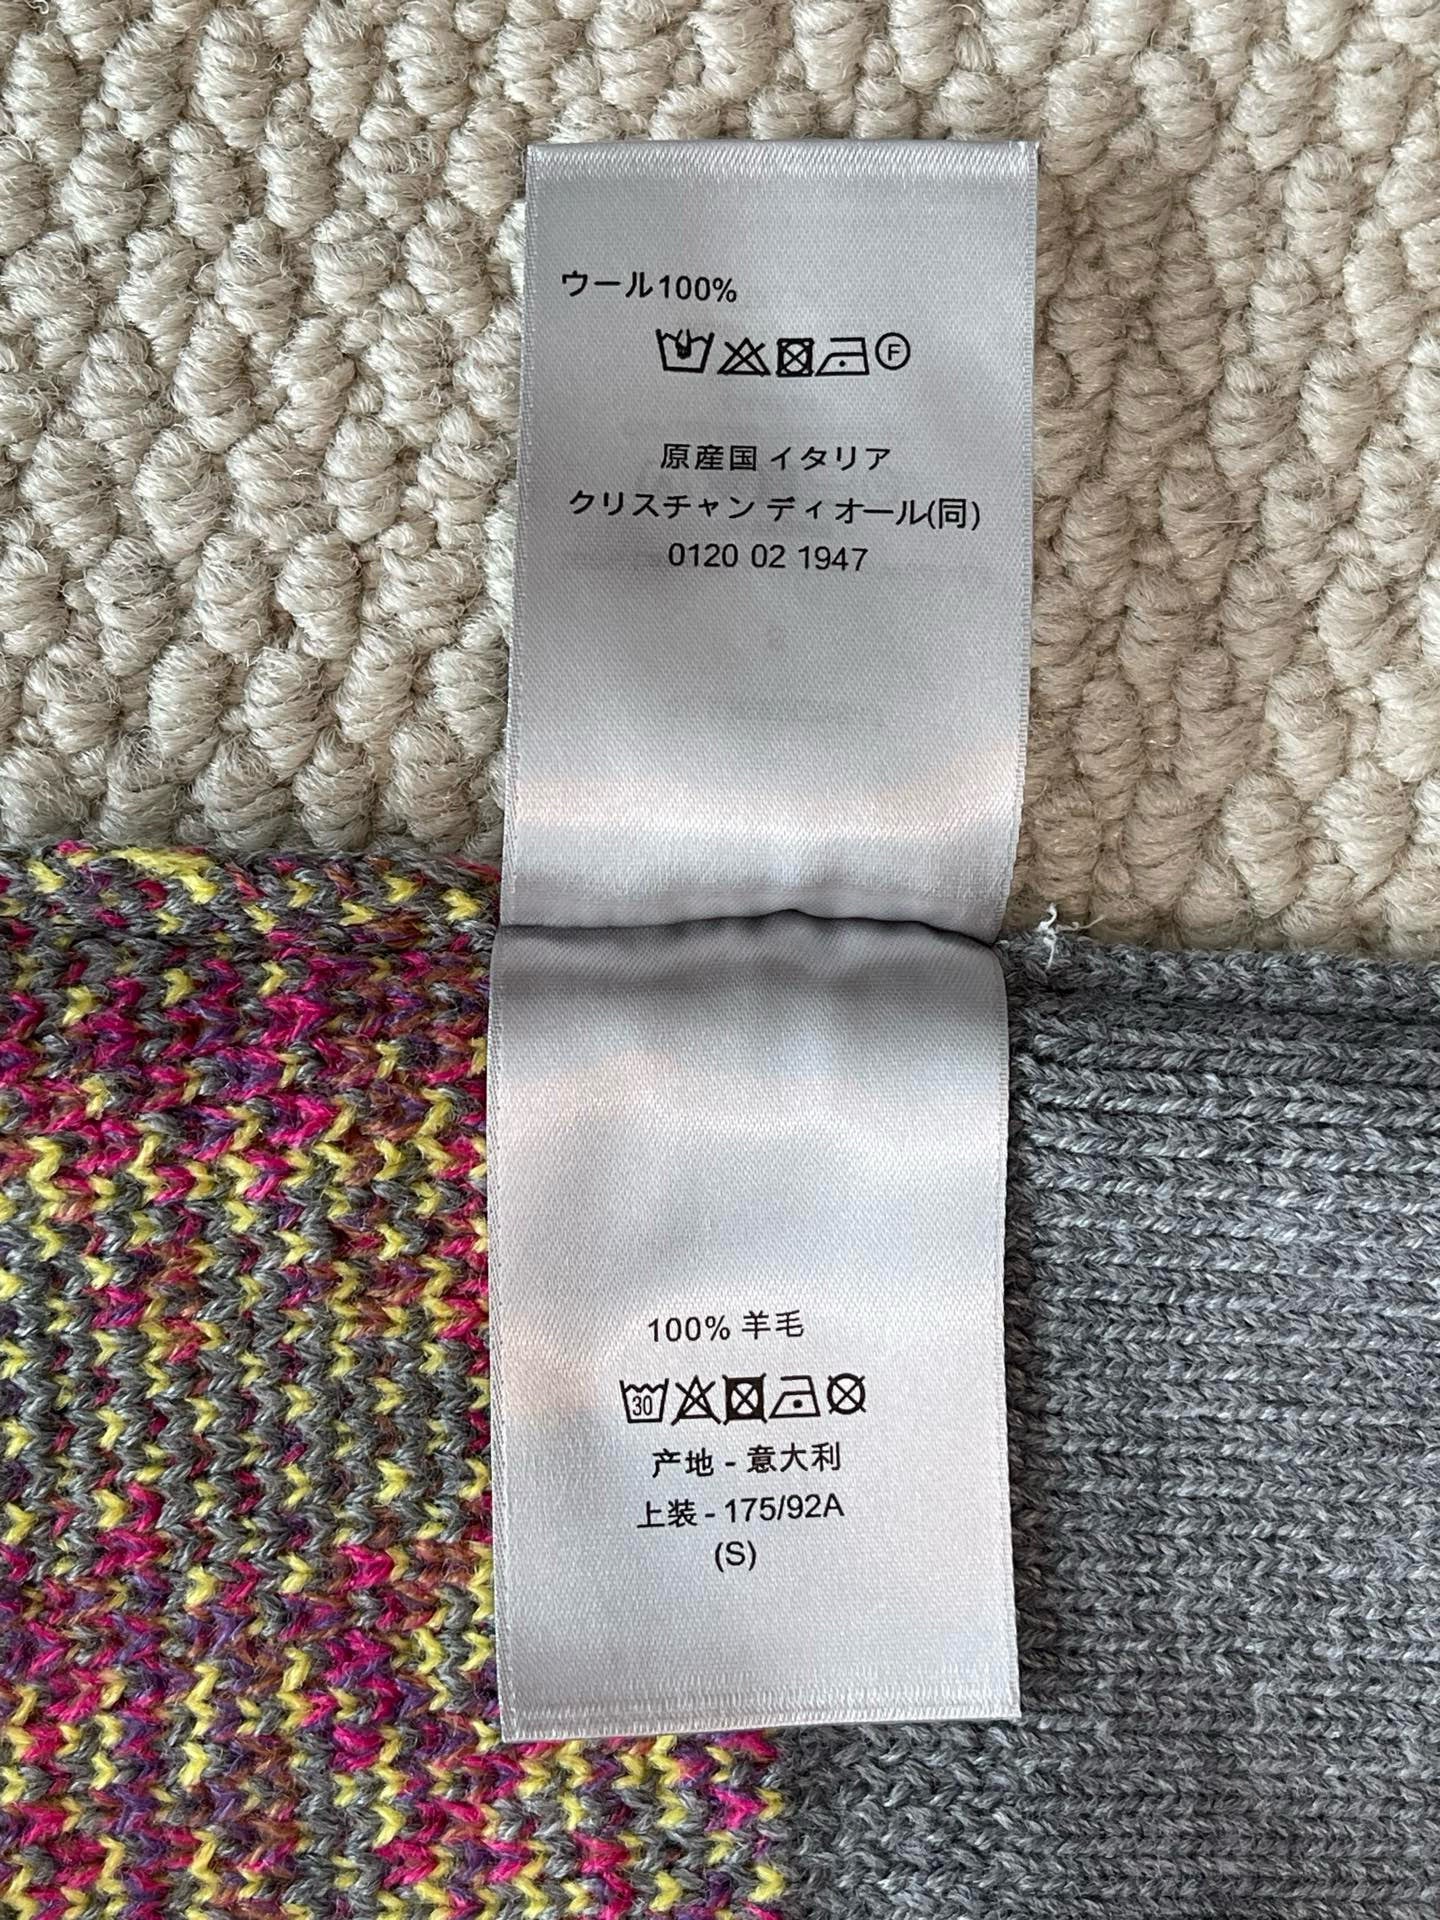 ウール100%
F
原産国 イタリア
クリスチャン ディオール(同)
0120 02 1947
100% 羊毛
30
产地 - 意大利
上装 - 175/92A
(S)